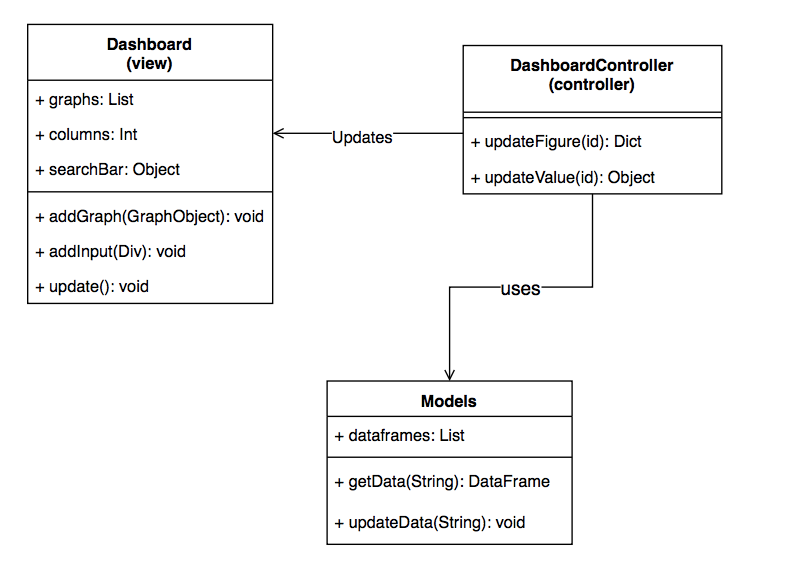 Dashboard
(view)
+ graphs: List
+ columns: Int
+ searchBar: Object
+ addGraph(GraphObject): void
+ addInput(Div): void
+ update(): void
Updates
DashboardController
(controller)
+ updateFigure(id): Dict
+ updateValue(id): Object
uses
Models
+ dataframes: List
+ getData(String): DataFrame
+ updateData(String): void